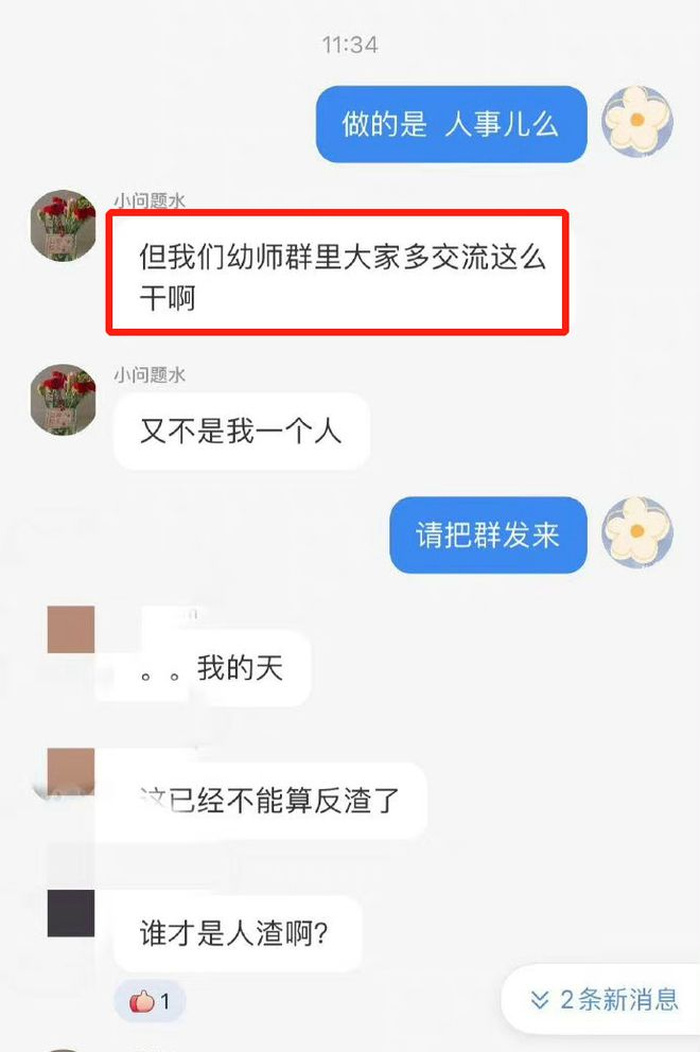 11:34
做的是 人事儿么
小问题水
但我们幼师群里大家多交流这么
干啊
小问题水
又不是我一个人
请把群发来
。。我的天
这已经不能算反渣了
谁才是人渣啊?
1
2条新消息